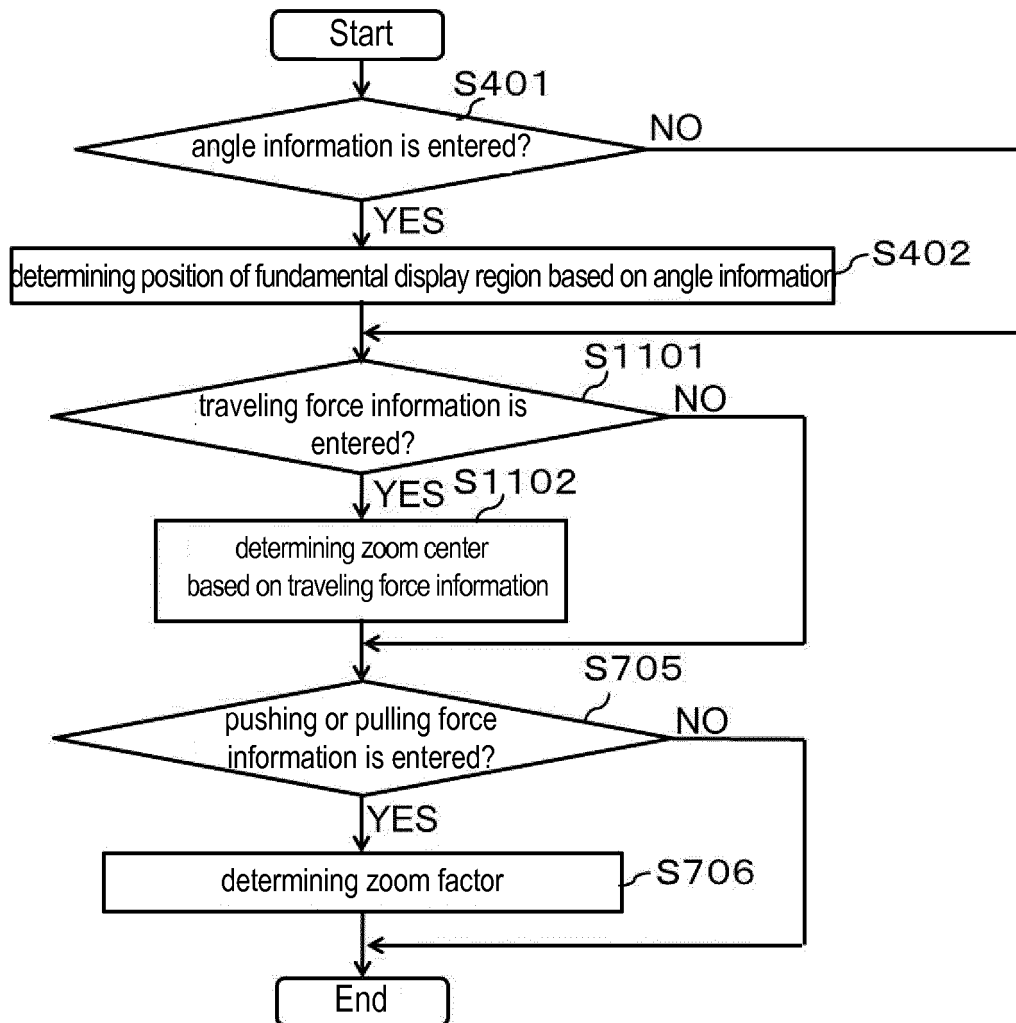 Start
S401
angle information is entered?
NO
YES
determining position of fundamental display region based on angle information
S402
S1101
traveling force information is
entered?
NO
YES
S1102
determining zoom center
based on traveling force information
S705
pushing or pulling force
information is entered?
NO
YES
determining zoom factor
S706
End